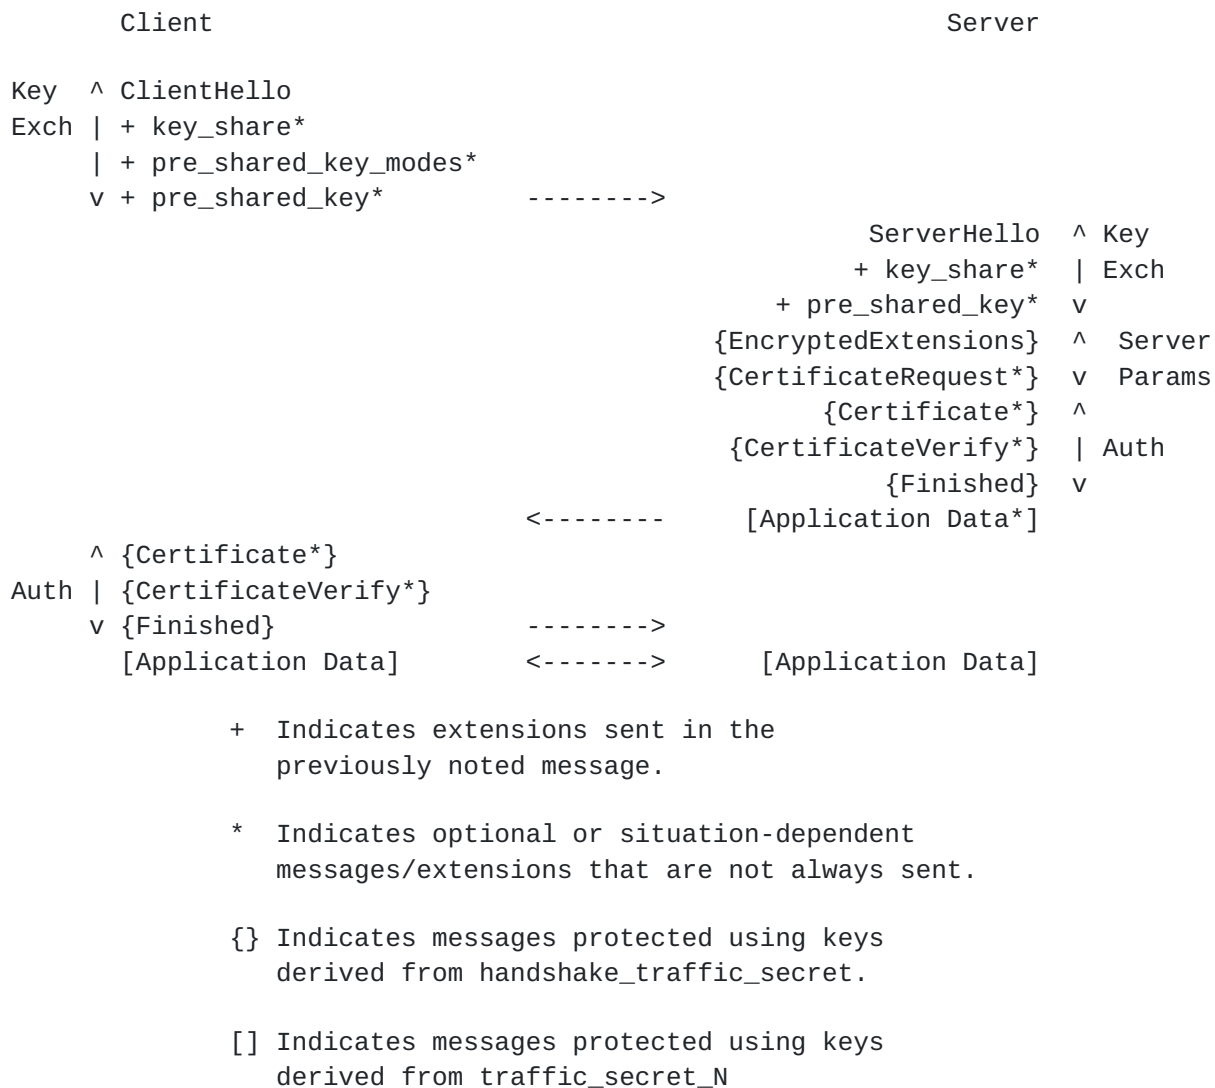 Client                                               Server

Key  ^ ClientHello
Exch | + key_share*
     | + pre_shared_key_modes*
     v + pre_shared_key*         -------->
                                                       ServerHello  ^ Key
                                                      + key_share*  | Exch
                                                 + pre_shared_key*  v
                                             {EncryptedExtensions}  ^  Server
                                             {CertificateRequest*}  v  Params
                                                    {Certificate*}  ^
                                              {CertificateVerify*}  | Auth
                                                        {Finished}  v
                                 <--------     [Application Data*]
     ^ {Certificate*}
Auth | {CertificateVerify*}
     v {Finished}                -------->
       [Application Data]        <------->      [Application Data]

              +  Indicates extensions sent in the
                 previously noted message.

              *  Indicates optional or situation-dependent
                 messages/extensions that are not always sent.

              {} Indicates messages protected using keys
                 derived from handshake_traffic_secret.

              [] Indicates messages protected using keys
                 derived from traffic_secret_N